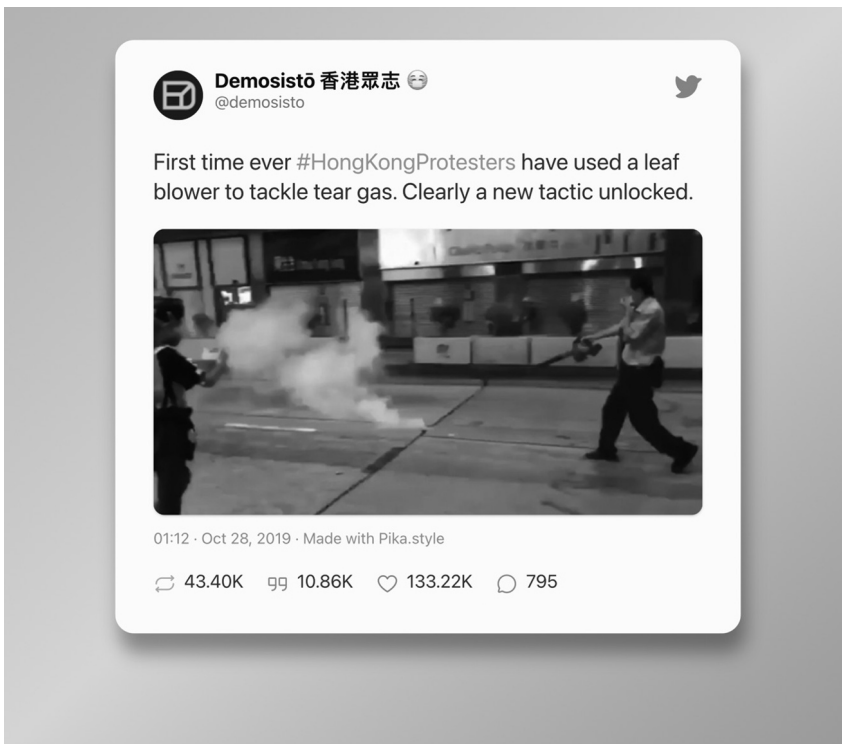 Demosistō 香港眾志 😷
@demosisto
First time ever #HongKongProtesters have used a leaf
blower to tackle tear gas. Clearly a new tactic unlocked.
01:12 · Oct 28, 2019 · Made with Pika.style
43.40K 10.86K 133.22K 795